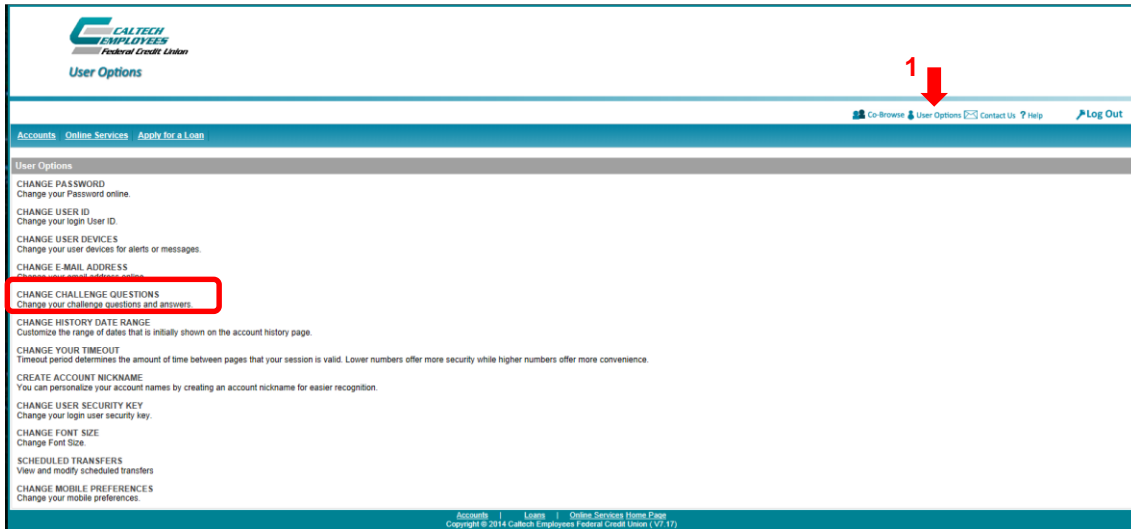 CALTECH
EMPLOYEES
Federal Credit Union
User Options
1
Co-Browse User Options Contact Us ? Help Log Out
Accounts Online Services Apply for a Loan
User Options
CHANGE PASSWORD
Change your Password online.
CHANGE USER ID
Change your login User ID.
CHANGE USER DEVICES
Change your user devices for alerts or messages.
CHANGE E-MAIL ADDRESS
Change your email address online.
CHANGE CHALLENGE QUESTIONS
Change your challenge questions and answers.
CHANGE HISTORY DATE RANGE
Customize the range of dates that is initially shown on the account history page.
CHANGE YOUR TIMEOUT
Timeout period determines the amount of time between pages that your session is valid. Lower numbers offer more security while higher numbers offer more convenience.
CREATE ACCOUNT NICKNAME
You can personalize your account names by creating an account nickname for easier recognition.
CHANGE USER SECURITY KEY
Change your login user security key.
CHANGE FONT SIZE
Change Font Size.
SCHEDULED TRANSFERS
View and modify scheduled transfers
CHANGE MOBILE PREFERENCES
Change your mobile preferences.
Accounts | Loans | Online Services Home Page
Copyright © 2014 Caltech Employees Federal Credit Union ( V7.17)